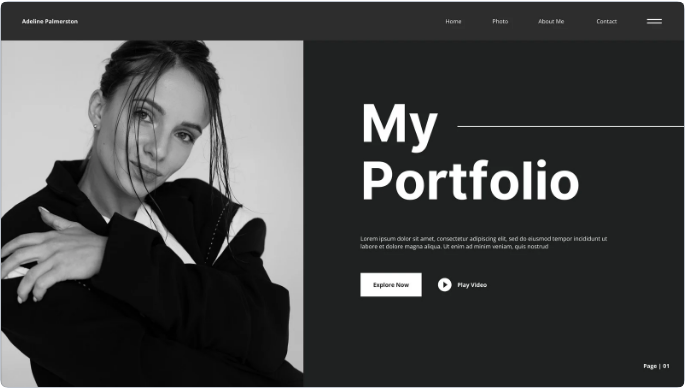 Adeline Palmerston
Home Photo About Me Contact
My
Portfolio
Lorem ipsum dolor sit amet, consectetur adipiscing elit, sed do eiusmod tempor incididunt ut
labore et dolore magna aliqua. Ut enim ad minim veniam, quis nostrud
Explore Now Play Video
Page | 01